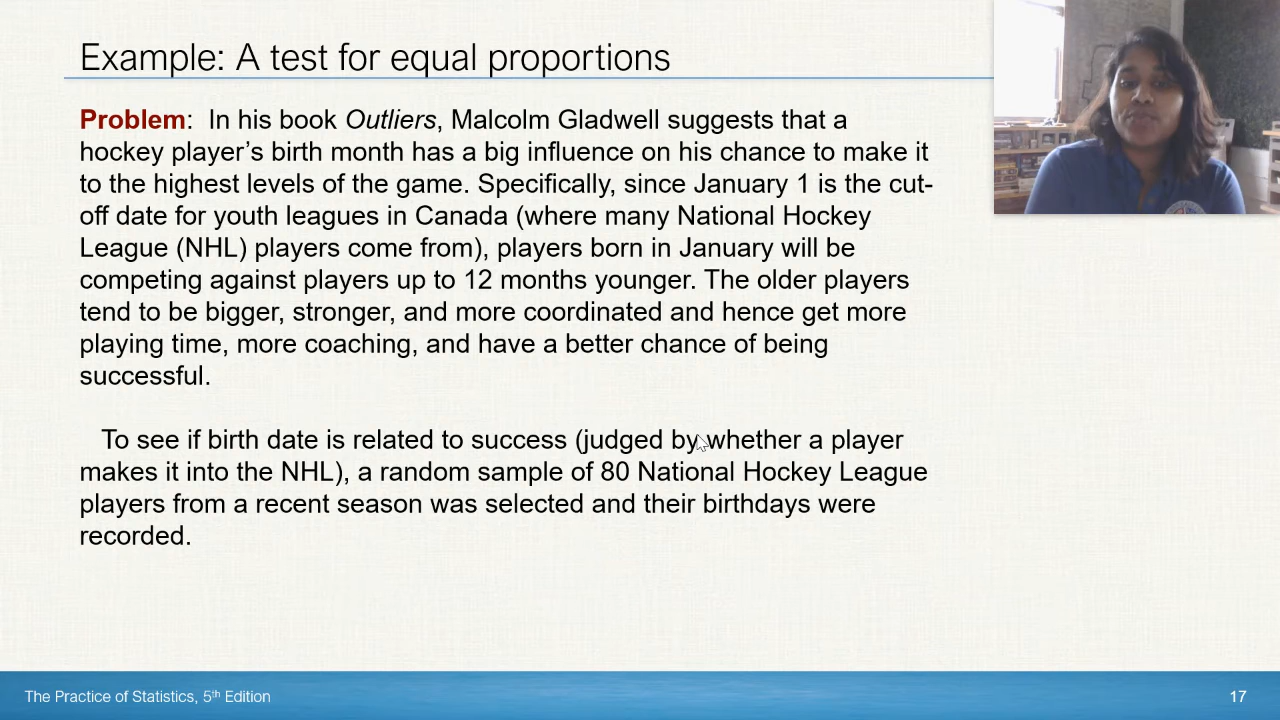 Example: A test for equal proportions
Problem:  In his book Outliers, Malcolm Gladwell suggests that a
hockey player’s birth month has a big influence on his chance to make it
to the highest levels of the game. Specifically, since January 1 is the cut-
off date for youth leagues in Canada (where many National Hockey
League (NHL) players come from), players born in January will be
competing against players up to 12 months younger. The older players
tend to be bigger, stronger, and more coordinated and hence get more
playing time, more coaching, and have a better chance of being
successful.
To see if birth date is related to success (judged by whether a player
makes it into the NHL), a random sample of 80 National Hockey League
players from a recent season was selected and their birthdays were
recorded.
The Practice of Statistics, 5th Edition
17